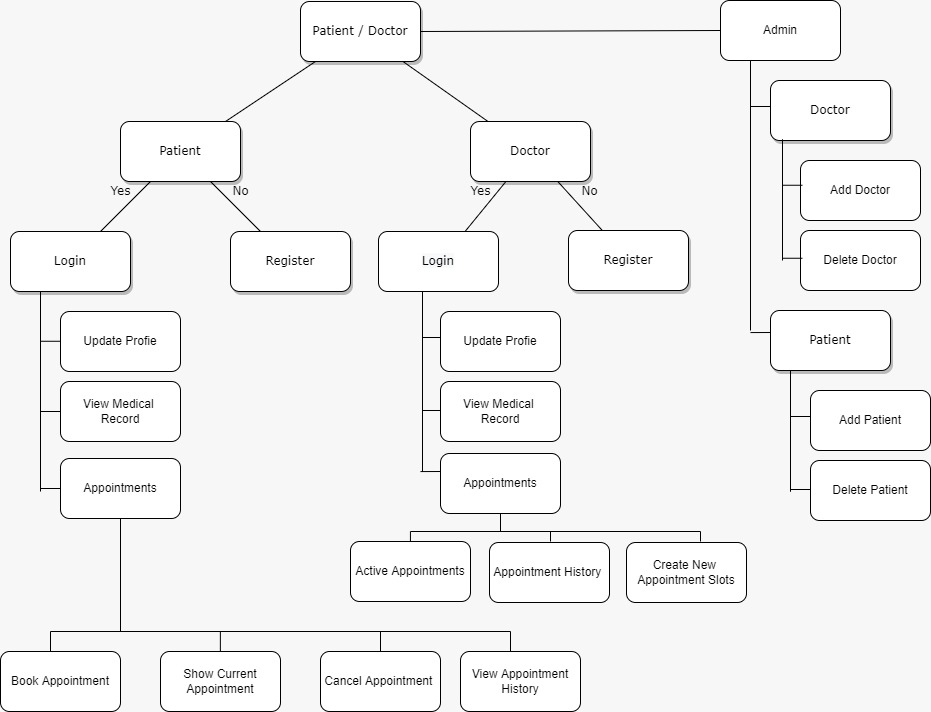 Patient / Doctor
Admin
Doctor
Patient
Doctor
Yes
No
Yes
No
Add Doctor
Login
Register
Login
Register
Delete Doctor
Update Profie
Update Profie
Patient
View Medical
Record
View Medical
Record
Add Patient
Appointments
Appointments
Delete Patient
Active Appointments
Appointment History
Create New
Appointment Slots
Book Appointment
Show Current
Appointment
Cancel Appointment
View Appointment
History